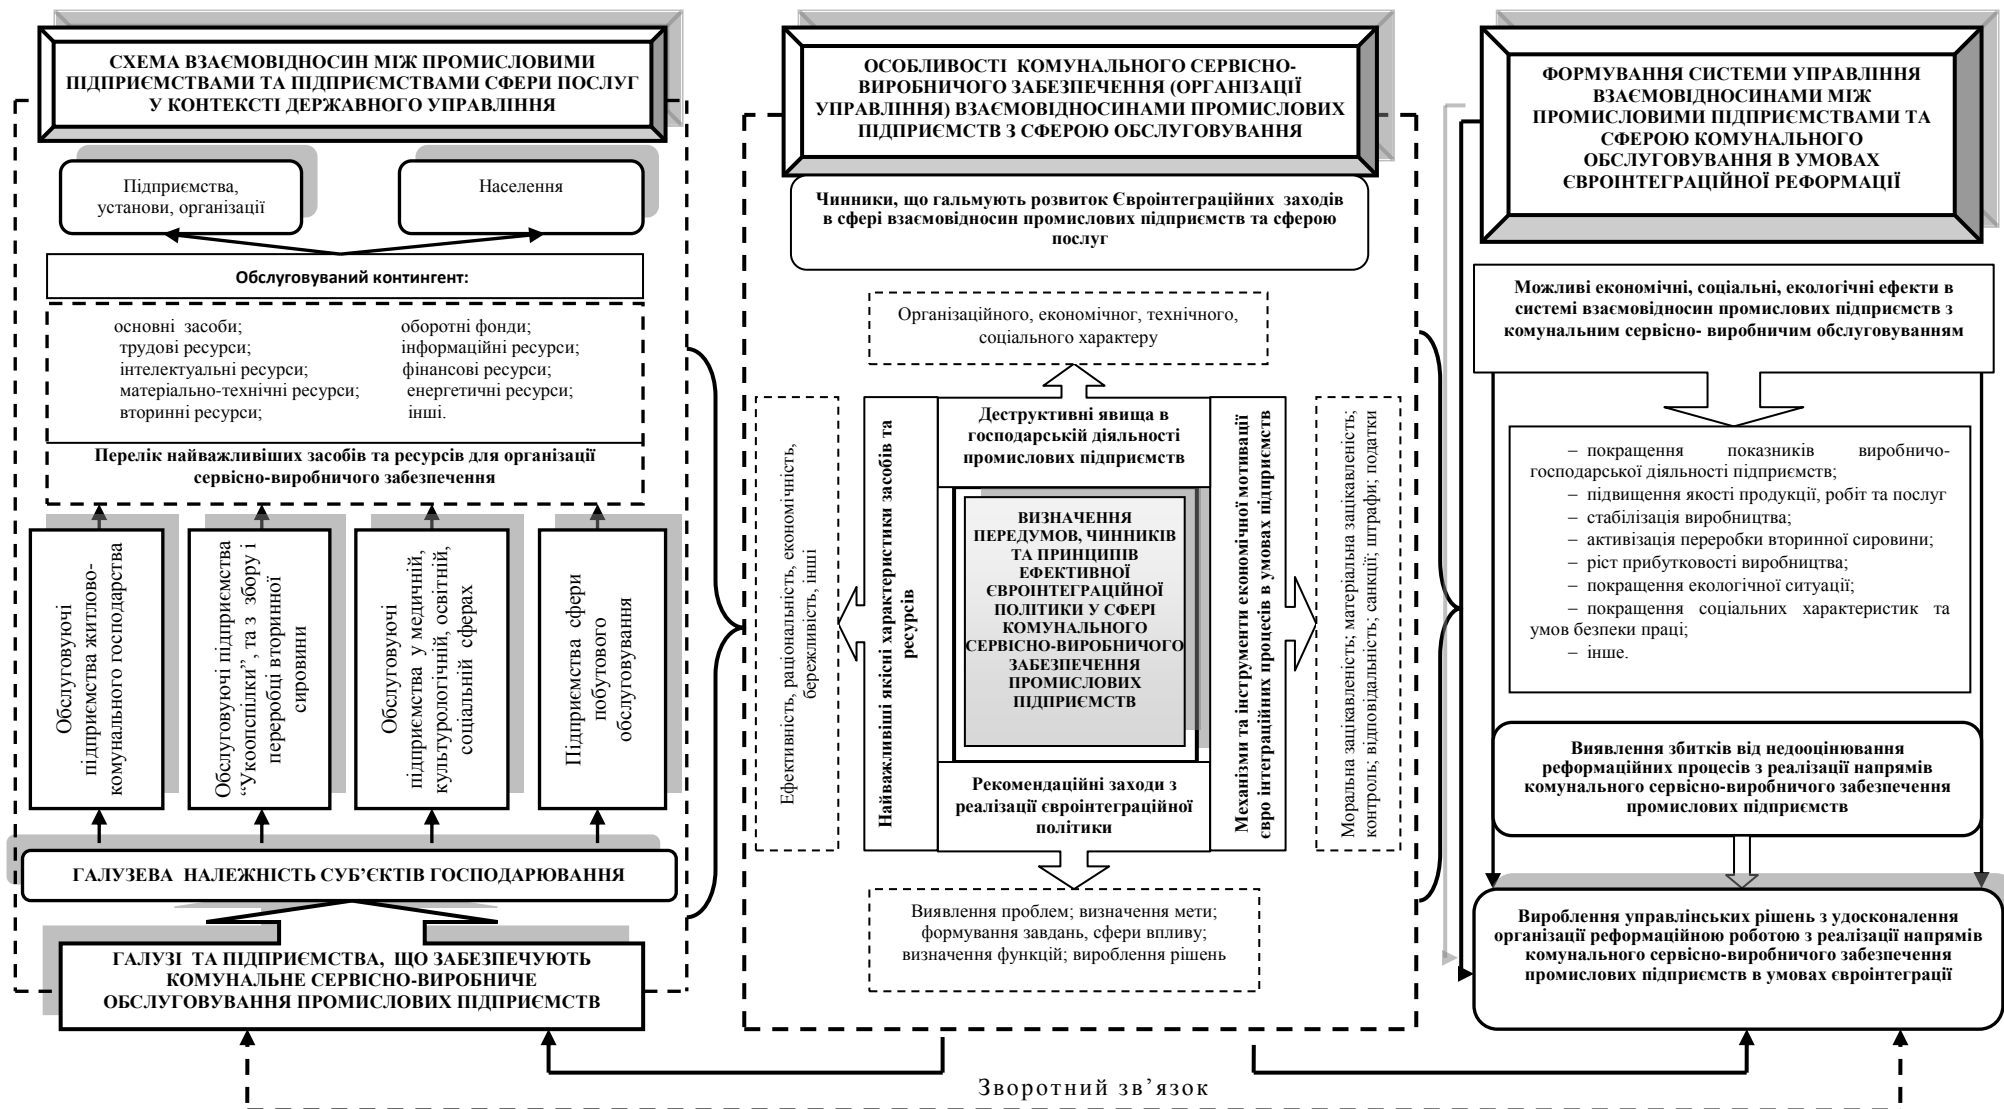 СХЕМА ВЗАЄМОВІДНОСИН МІЖ ПРОМИСЛОВИМИ
ПІДПРИЄМСТВАМИ ТА ПІДПРИЄМСТВАМИ СФЕРИ ПОСЛУГ
У КОНТЕКСТІ ДЕРЖАВНОГО УПРАВЛІННЯ
Підприємства,
установи, організації
Населення
Обслуговуваний контингент:
основні засоби;
трудові ресурси;
інтелектуальні ресурси;
матеріально-технічні ресурси;
вторинні ресурси;
оборотні фонди;
інформаційні ресурси;
фінансові ресурси;
енергетичні ресурси;
інші.
Перелік найважливіших засобів та ресурсів для організації
сервісно-виробничого забезпечення
Обслуговуючі
підприємства житлово-
комунального господарства
Обслуговуючі підприємства
“Укоопспілки”, та з збору і
переробці вторинної
сировини
Обслуговуючі
підприємства у медичній,
культурологічній, освітній,
соціальній сферах
Підприємства сфери
побутового
обслуговування
ГАЛУЗЕВА НАЛЕЖНІСТЬ СУБ’ЄКТІВ ГОСПОДАРЮВАННЯ
ГАЛУЗІ ТА ПІДПРИЄМСТВА, ЩО ЗАБЕЗПЕЧУЮТЬ
КОМУНАЛЬНЕ СЕРВІСНО-ВИРОБНИЧЕ
ОБСЛУГОВУВАННЯ ПРОМИСЛОВИХ ПІДПРИЄМСТВ
ОСОБЛИВОСТІ КОМУНАЛЬНОГО СЕРВІСНО-
ВИРОБНИЧОГО ЗАБЕЗПЕЧЕННЯ (ОРГАНІЗАЦІЇ
УПРАВЛІННЯ) ВЗАЄМОВІДНОСИНАМИ ПРОМИСЛОВИХ
ПІДПРИЄМСТВ З СФЕРОЮ ОБСЛУГОВУВАННЯ
Чинники, що гальмують розвиток Євроінтеграційних заходів
в сфері взаємовідносин промислових підприємств та сферою
послуг
Організаційного, економічног, технічного,
соціального характеру
Ефективність, раціональність, економічність,
бережливість, інші
Найважливіші якісні характеристики засобів та
ресурсів
Деструктивні явища в
господарській діяльності
промислових підприємств
ВИЗНАЧЕННЯ
ПЕРЕДУМОВ, ЧИННИКІВ
ТА ПРИНЦИПІВ
ЕФЕКТИВНОЇ
ЄВРОІНТЕГРАЦІЙНОЇ
ПОЛІТИКИ У СФЕРІ
КОМУНАЛЬНОГО
СЕРВІСНО-ВИРОБНИЧОГО
ЗАБЕЗПЕЧЕННЯ
ПРОМИСЛОВИХ
ПІДПРИЄМСТВ
Рекомендаційні заходи з
реалізації євроінтеграційної
політики
Механізми та інструменти економічної мотивації
євро інтеграційних процесів в умовах підприємств
Моральна зацікавленість; матеріальна зацікавленість;
контроль; відповідальність; санкції; штрафи; податки
Виявлення проблем; визначення мети;
формування завдань, сфери впливу;
визначення функцій; вироблення рішень
ФОРМУВАННЯ СИСТЕМИ УПРАВЛІННЯ
ВЗАЄМОВІДНОСИНАМИ МІЖ
ПРОМИСЛОВИМИ ПІДПРИЄМСТВАМИ ТА
СФЕРОЮ КОМУНАЛЬНОГО
ОБСЛУГОВУВАННЯ В УМОВАХ
ЄВРОІНТЕГРАЦІЙНОЇ РЕФОРМАЦІЇ
Можливі економічні, соціальні, екологічні ефекти в
системі взаємовідносин промислових підприємств з
комунальним сервісно- виробничим обслуговуванням
– покращення показників виробничо-
господарської діяльності підприємств;
– підвищення якості продукції, робіт та послуг
– стабілізація виробництва;
– активізація переробки вторинної сировини;
– ріст прибутковості виробництва;
– покращення екологічної ситуації;
– покращення соціальних характеристик та
умов безпеки праці;
– інше.
Виявлення збитків від недооцінювання
реформаційних процесів з реалізації напрямів
комунального сервісно-виробничого забезпечення
промислових підприємств
Вироблення управлінських рішень з удосконалення
організації реформаційною роботою з реалізації напрямів
комунального сервісно-виробничого забезпечення
промислових підприємств в умовах євроінтеграції
Зворотний зв’язок